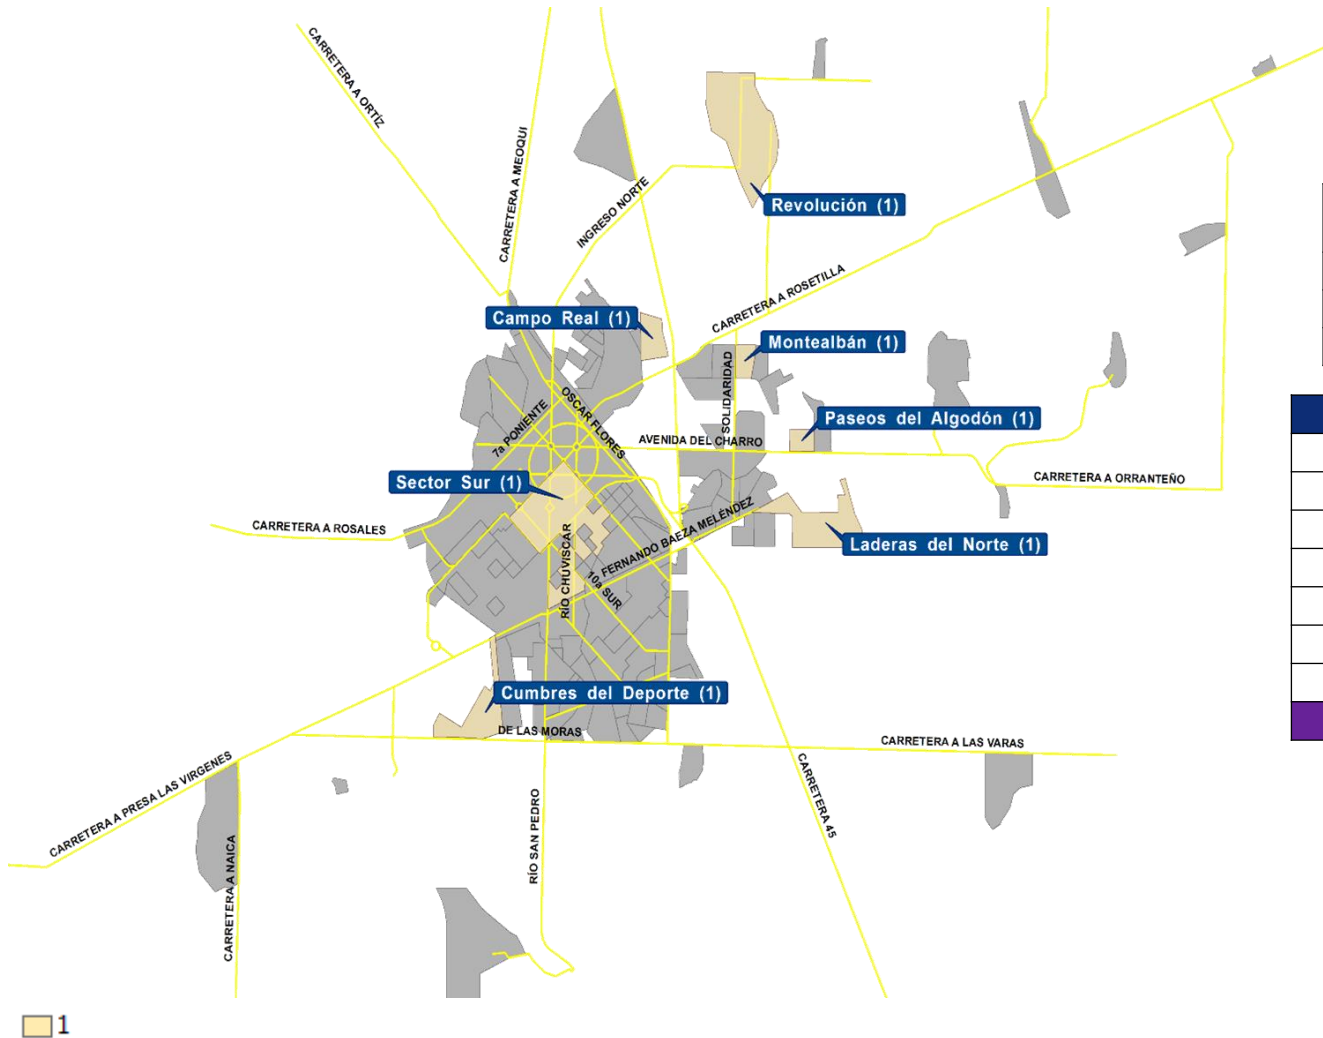 CARRETERA A ORTÍZ
CARRETERA A MEOQUI
INGRESO NORTE
Revolución (1)
CARRETERA A ROSETILLA
Campo Real (1)
Montealbán (1)
SOLIDARIDAD
OSCAR FLORES
7a PONIENTE
Paseos del Algodón (1)
AVENIDA DEL CHARRO
Sector Sur (1)
CARRETERA A ORRANTEÑO
CARRETERA A ROSALES
FERNANDO BAEZA MELÉNDEZ
Laderas del Norte (1)
RÍO CHUVISCAR
10a SUR
Cumbres del Deporte (1)
DE LAS MORAS
CARRETERA A LAS VARAS
CARRETERA A PRESA LAS VIRGENES
CARRETERA 45
RÍO SAN PEDRO
CARRETERA A NAICA
1